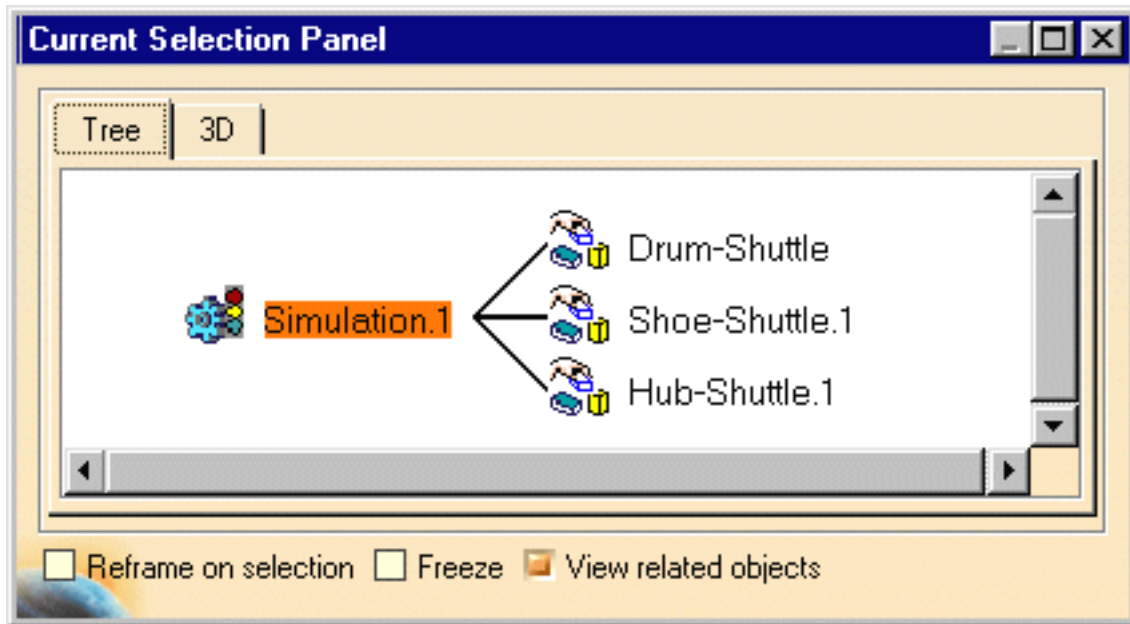 Current Selection Panel
Tree 3D
Drum-Shuttle
Simulation.1 Shoe-Shuttle.1
Hub-Shuttle.1
Reframe on selection Freeze View related objects